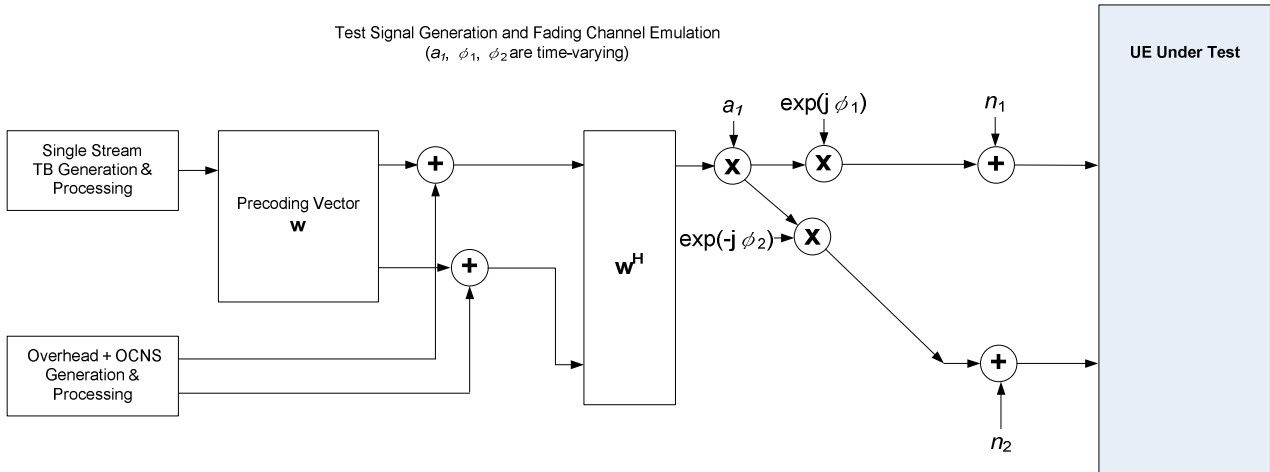 Test Signal Generation and Fading Channel Emulation
(a₁, ϕ₁, ϕ₂ are time-varying)
UE Under Test
a₁
exp(j ϕ₁)
n₁
Single Stream
TB Generation &
Processing
Precoding Vector
w
+
x
x
+
exp(-j ϕ₂)
x
+
wᴴ
Overhead + OCNS
Generation &
Processing
+
n₂